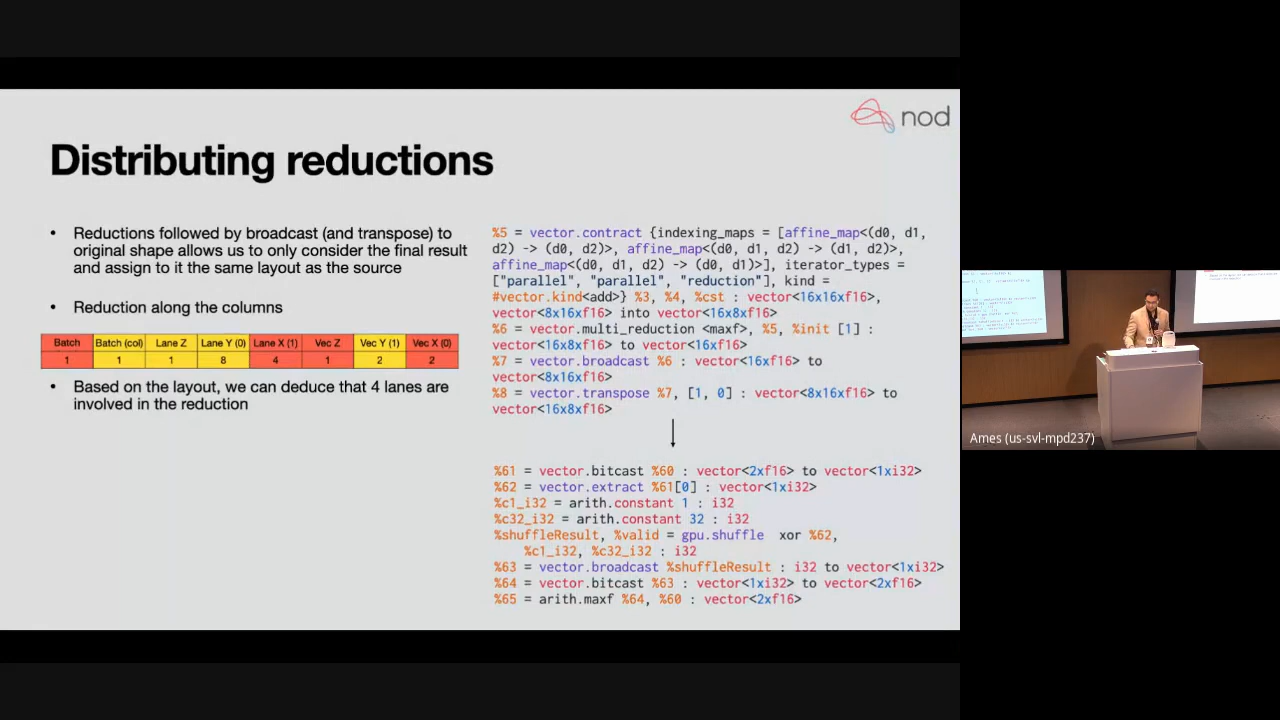 nod
Distributing reductions
• Reductions followed by broadcast (and transpose) to
original shape allows us to only consider the final result
and assign to it the same layout as the source
• Reduction along the columns
Batch Batch (col) Lane Z Lane Y (0) Lane X (1) Vec Z Vec Y (1) Vec X (0)
1 1 1 8 4 1 2 2
• Based on the layout, we can deduce that 4 lanes are
involved in the reduction
%5 = vector.contract {indexing_maps = [affine_map<(d0, d1,
d2) -> (d0, d2)>, affine_map<(d0, d1, d2) -> (d1, d2)>,
affine_map<(d0, d1, d2) -> (d0, d1)>], iterator_types =
["parallel", "parallel", "reduction"], kind =
#vector.kind<add>} %3, %4, %cst : vector<16x16xf16>,
vector<8x16xf16> into vector<16x8xf16>
%6 = vector.multi_reduction <maxf>, %5, %init [1] :
vector<16x8xf16> to vector<16xf16>
%7 = vector.broadcast %6 : vector<16xf16> to
vector<8x16xf16>
%8 = vector.transpose %7, [1, 0] : vector<8x16xf16> to
vector<16x8xf16>
%61 = vector.bitcast %60 : vector<2xf16> to vector<1xi32>
%62 = vector.extract %61[0] : vector<1xi32>
%c1_i32 = arith.constant 1 : i32
%c32_i32 = arith.constant 32 : i32
%shuffleResult, %valid = gpu.shuffle xor %62,
%c1_i32, %c32_i32 : i32
%63 = vector.broadcast %shuffleResult : i32 to vector<1xi32>
%64 = vector.bitcast %63 : vector<1xi32> to vector<2xf16>
%65 = arith.maxf %64, %60 : vector<2xf16>
Ames (us-svl-mpd237)